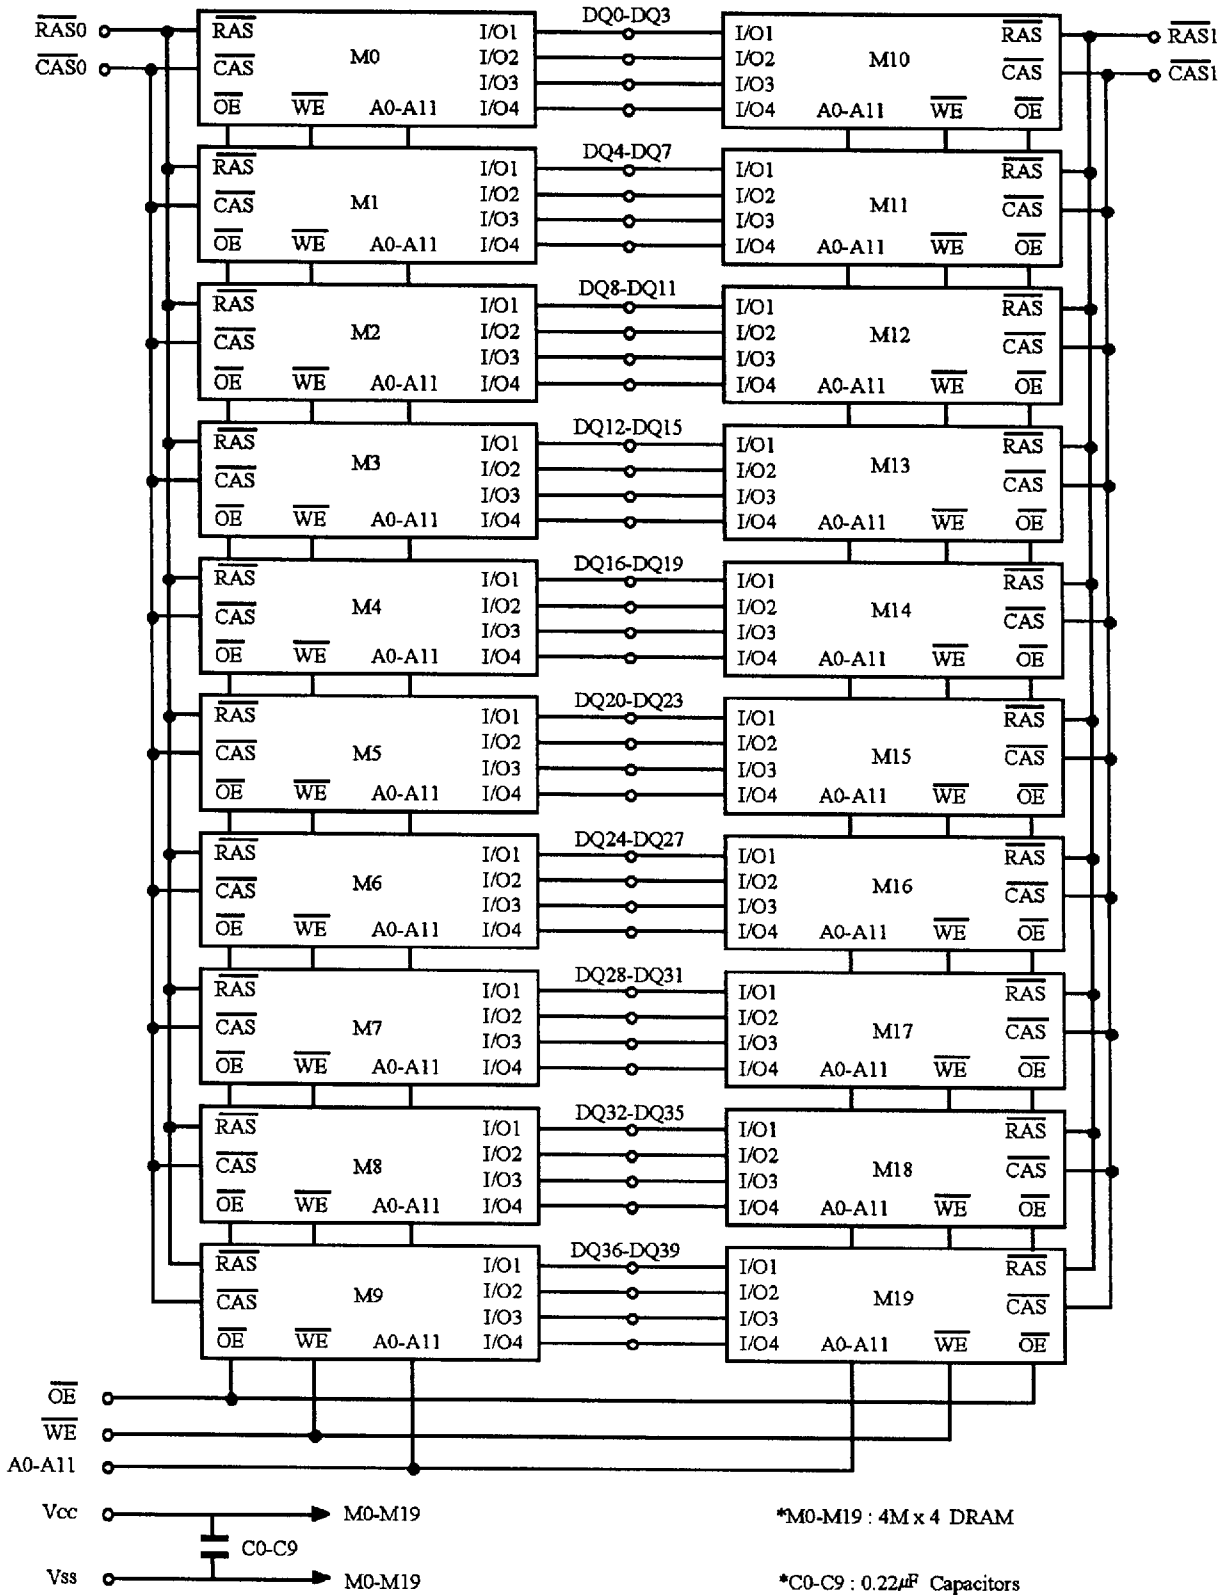 DQ0-DQ3
RAS0 RAS I/O1 I/O1 RAS RAS1
M0 I/O2 I/O2 M10
CAS0 CAS I/O3 I/O3 CAS CAS1
OE WE A0-A11 I/O4 I/O4 A0-A11 WE OE
DQ4-DQ7
RAS I/O1 I/O1 RAS
M1 I/O2 I/O2 M11
CAS I/O3 I/O3 CAS
OE WE A0-A11 I/O4 I/O4 A0-A11 WE OE
DQ8-DQ11
RAS I/O1 I/O1 RAS
M2 I/O2 I/O2 M12
CAS I/O3 I/O3 CAS
OE WE A0-A11 I/O4 I/O4 A0-A11 WE OE
DQ12-DQ15
RAS I/O1 I/O1 RAS
M3 I/O2 I/O2 M13
CAS I/O3 I/O3 CAS
OE WE A0-A11 I/O4 I/O4 A0-A11 WE OE
DQ16-DQ19
RAS I/O1 I/O1 RAS
M4 I/O2 I/O2 M14
CAS I/O3 I/O3 CAS
OE WE A0-A11 I/O4 I/O4 A0-A11 WE OE
DQ20-DQ23
RAS I/O1 I/O1 RAS
M5 I/O2 I/O2 M15
CAS I/O3 I/O3 CAS
OE WE A0-A11 I/O4 I/O4 A0-A11 WE OE
DQ24-DQ27
RAS I/O1 I/O1 RAS
M6 I/O2 I/O2 M16
CAS I/O3 I/O3 CAS
OE WE A0-A11 I/O4 I/O4 A0-A11 WE OE
DQ28-DQ31
RAS I/O1 I/O1 RAS
M7 I/O2 I/O2 M17
CAS I/O3 I/O3 CAS
OE WE A0-A11 I/O4 I/O4 A0-A11 WE OE
DQ32-DQ35
RAS I/O1 I/O1 RAS
M8 I/O2 I/O2 M18
CAS I/O3 I/O3 CAS
OE WE A0-A11 I/O4 I/O4 A0-A11 WE OE
DQ36-DQ39
RAS I/O1 I/O1 RAS
M9 I/O2 I/O2 M19
CAS I/O3 I/O3 CAS
OE WE A0-A11 I/O4 I/O4 A0-A11 WE OE
OE
WE
A0-A11
Vcc M0-M19 *M0-M19 : 4M x 4 DRAM
C0-C9
Vss M0-M19 *C0-C9 : 0.22µF Capacitors